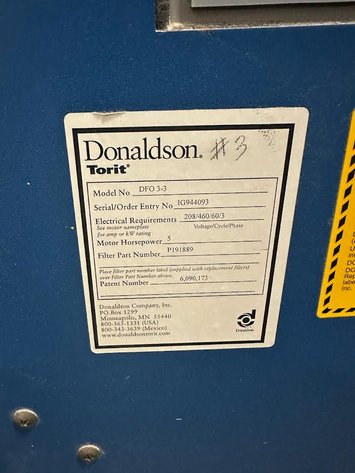 Donaldson. #3
Torit®
Model No DFO 3-3
Serial/Order Entry No IG944093
Electrical Requirements 208/460/60/3
See motor nameplate Voltage/Cycle/Phase
for amp or kW rating
Motor Horsepower 5
Filter Part Number P191889
Place filter part number label (supplied with replacement filters)
over Filter Part Number above,
Patent Number 6,090,173
Donaldson Company, Inc.
PO Box 1299
Minneapolis, MN 55440
800-365-1331 (USA)
800-343-3639 (Mexico)
www.donaldsontorit.com
Donaldson